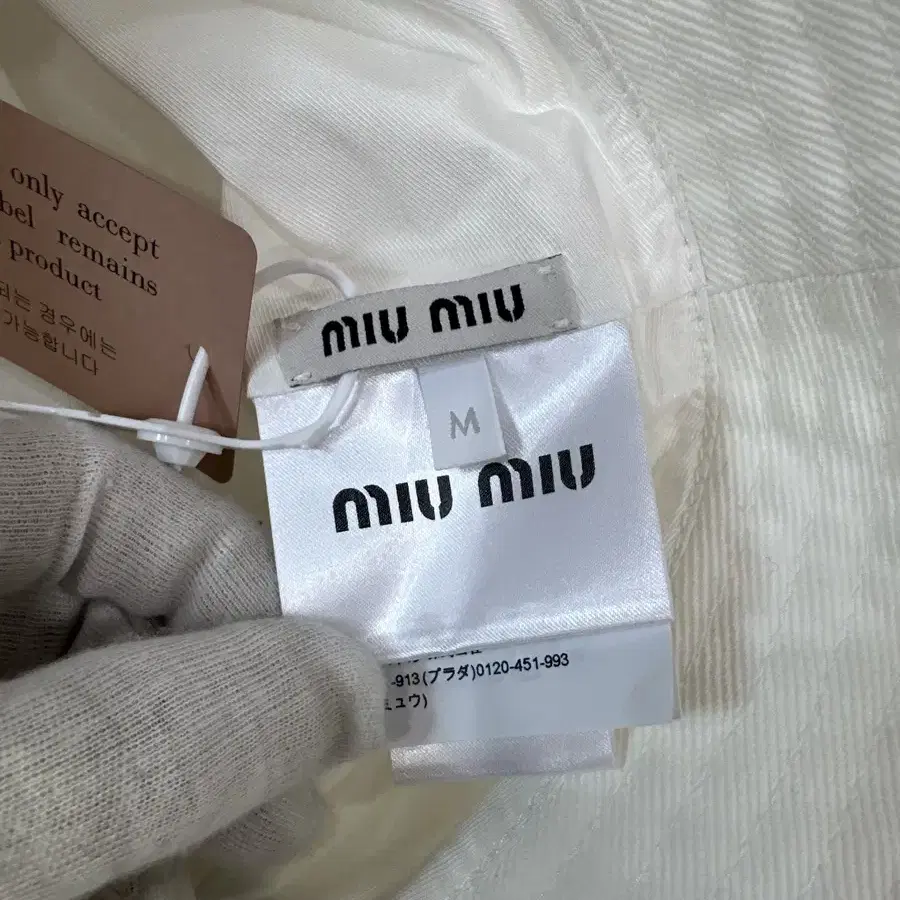 only accept
bel remains
product
되는 경우에는
가능합니다
miu miu
M
miu miu
-913(プラダ)0120-451-993
ミュウ)